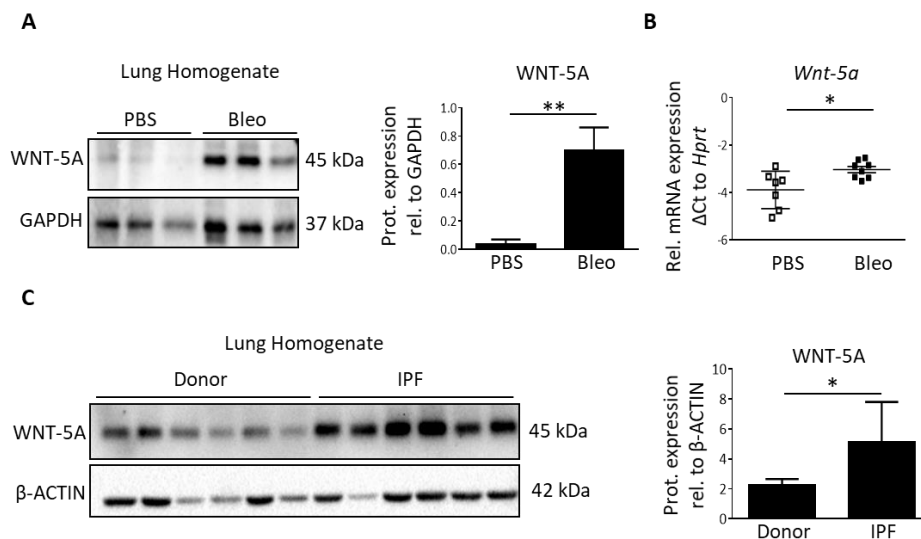 A
Lung Homogenate
PBS Bleo
WNT-5A 45 kDa
GAPDH 37 kDa
WNT-5A
**
Prot. expression
rel. to GAPDH
1.0
0.8
0.6
0.4
0.2
0.0
PBS Bleo
B
Wnt-5a
*
Rel. mRNA expression
ΔCt to Hprt
0
-2
-4
-6
PBS Bleo
C
Lung Homogenate
Donor IPF
WNT-5A 45 kDa
β-ACTIN 42 kDa
WNT-5A
*
Prot. expression
rel. to β-ACTIN
10
8
6
4
2
0
Donor IPF